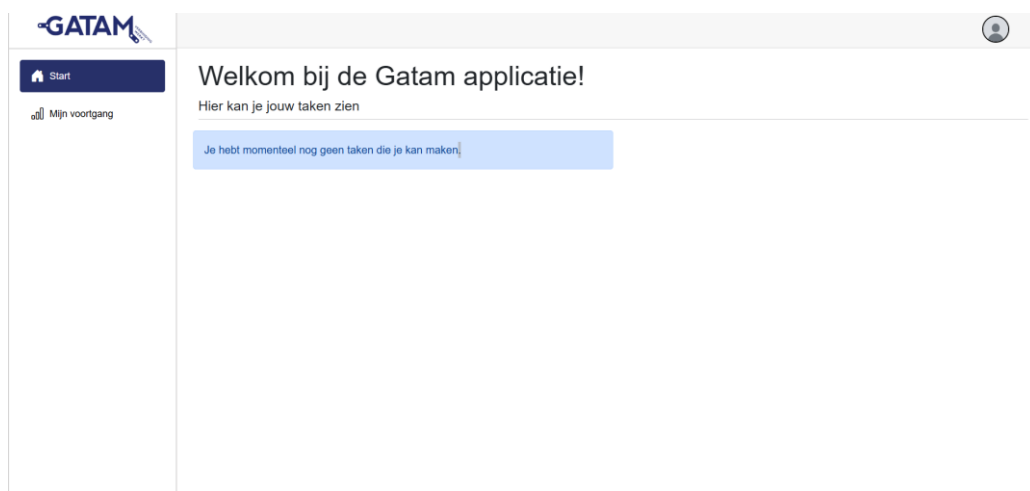 GATAM
Start
Mijn voortgang
Welkom bij de Gatam applicatie!
Hier kan je jouw taken zien
Je hebt momenteel nog geen taken die je kan maken.